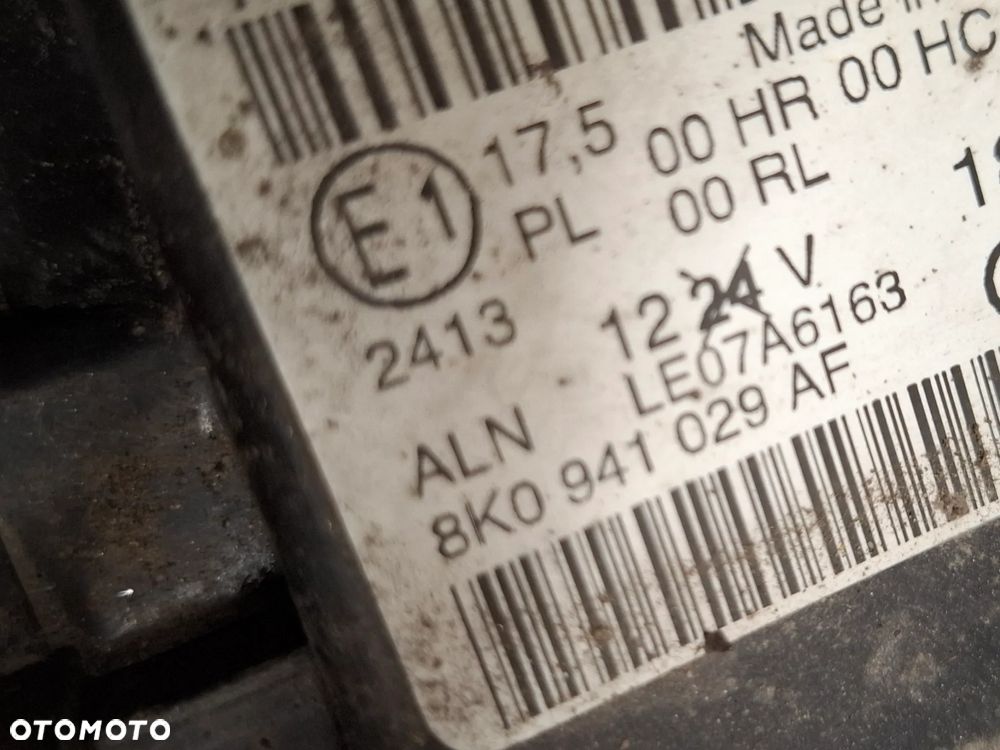 Made in
E1 17,5 00 HR 00 HC
PL 00 RL
2413 12 24 V
ALN LE07A6163
8K0 941 029 AF
OTOMOTO